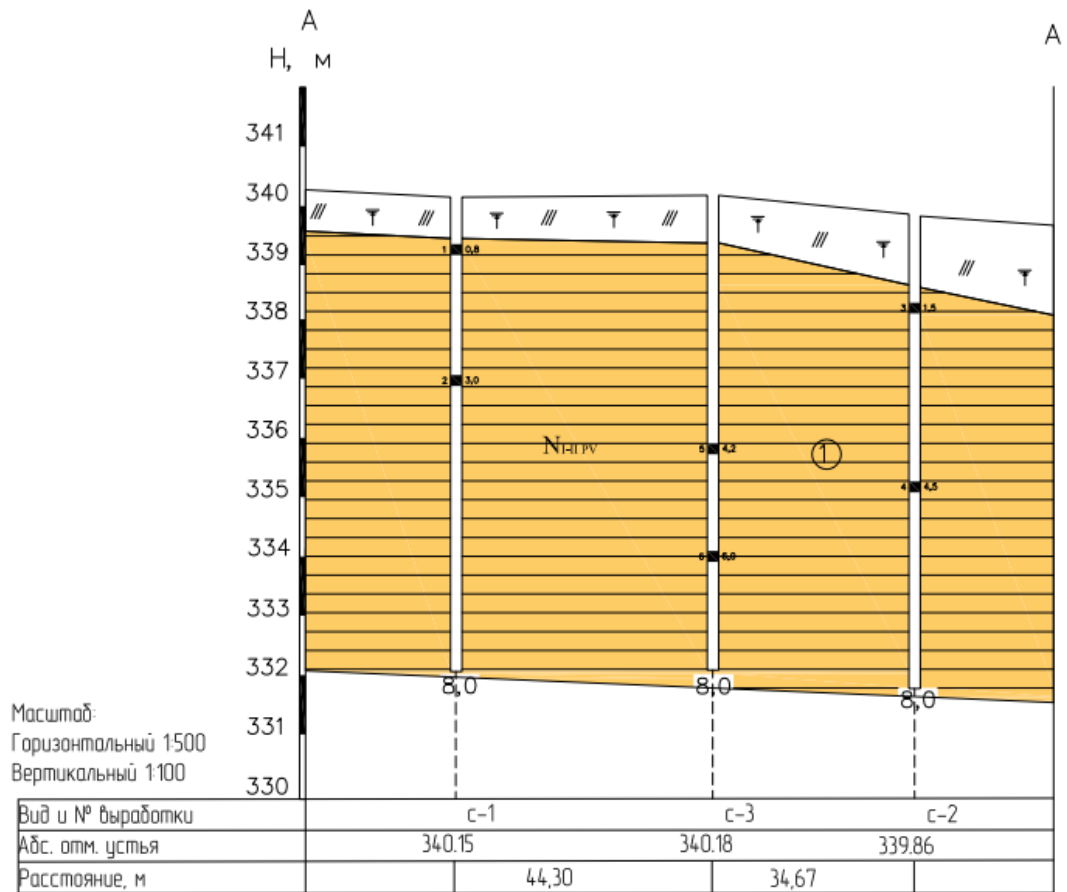 А
А
Н, м
341
340
339
338
337
336
335
334
333
332
331
330
1 0,8
2 3,0
3 1,5
4 4,5
5 4,2
6 6,0
NI-II PV
1
8,0
8,0
8,0
Масштаб:
Горизонтальный 1:500
Вертикальный 1:100
Вид и № выработки с-1 с-3 с-2
Абс. отм. устья 340.15 340.18 339.86
Расстояние, м 44,30 34,67